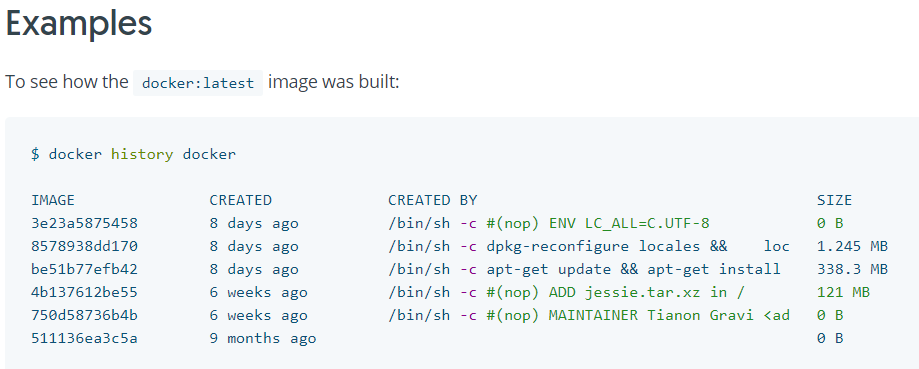 Examples
To see how the docker:latest image was built:
$ docker history docker
IMAGE CREATED CREATED BY SIZE
3e23a5875458 8 days ago /bin/sh -c #(nop) ENV LC_ALL=C.UTF-8 0 B
8578938dd170 8 days ago /bin/sh -c dpkg-reconfigure locales && loc 1.245 MB
be51b77efb42 8 days ago /bin/sh -c apt-get update && apt-get install 338.3 MB
4b137612be55 6 weeks ago /bin/sh -c #(nop) ADD jessie.tar.xz in / 121 MB
750d58736b4b 6 weeks ago /bin/sh -c #(nop) MAINTAINER Tianon Gravi <ad 0 B
511136ea3c5a 9 months ago 0 B